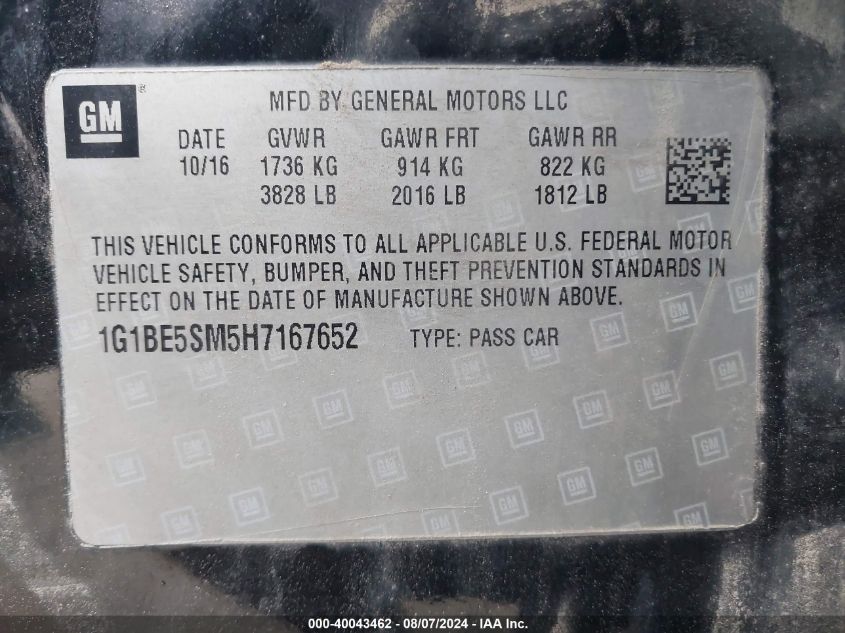 GM
®
MFD BY GENERAL MOTORS LLC
DATE GVWR GAWR FRT GAWR RR
10/16 1736 KG 914 KG 822 KG
3828 LB 2016 LB 1812 LB
THIS VEHICLE CONFORMS TO ALL APPLICABLE U.S. FEDERAL MOTOR
VEHICLE SAFETY, BUMPER, AND THEFT PREVENTION STANDARDS IN
EFFECT ON THE DATE OF MANUFACTURE SHOWN ABOVE.
1G1BE5SM5H7167652 TYPE: PASS CAR
000-40043462 - 08/07/2024 - IAA Inc.